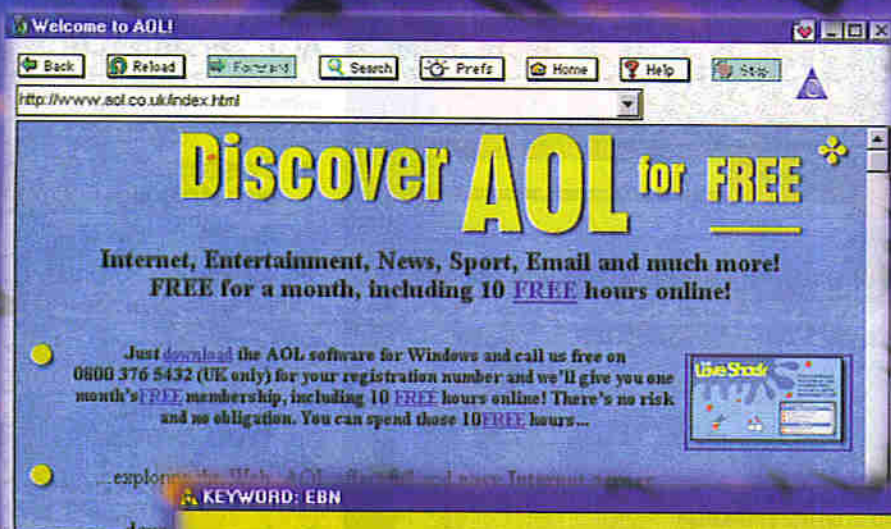 Welcome to AOL!
Back Reload Forward Search Prefs Home Help Stop
http://www.aol.co.uk/index.html
Discover AOL for FREE
Internet, Entertainment, News, Sport, Email and much more!
FREE for a month, including 10 FREE hours online!
Just download the AOL software for Windows and call us free on
0800 376 5432 (UK only) for your registration number and we'll give you one
month's FREE membership, including 10 FREE hours online! There's no risk
and no obligation. You can spend those 10 FREE hours...
...exploring the Web. AOL
KEYWORD: EBN